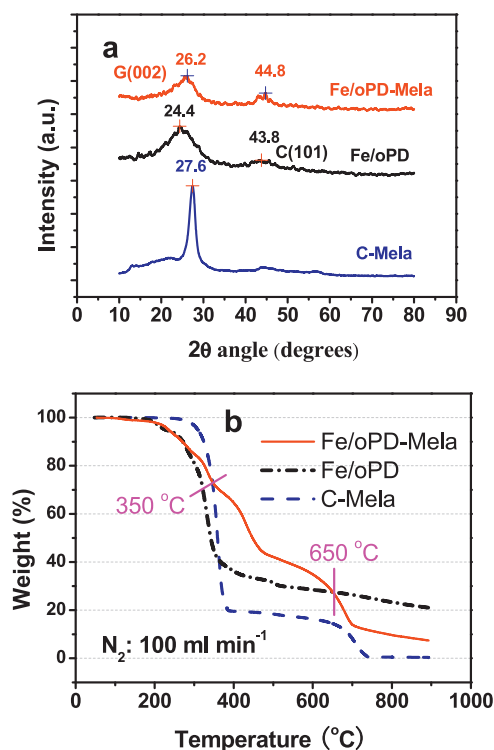 a
26.2
G(002)
44.8
Fe/oPD-Mela
24.4
43.8
C(101)
Fe/oPD
27.6
C-Mela
Intensity (a.u.)
0 10 20 30 40 50 60 70 80 90
2θ angle (degrees)
b
100
80
60
40
20
0
Fe/oPD-Mela
Fe/oPD
C-Mela
350 °C
650 °C
N₂: 100 ml min⁻¹
Weight (%)
0 200 400 600 800 1000
Temperature (°C)